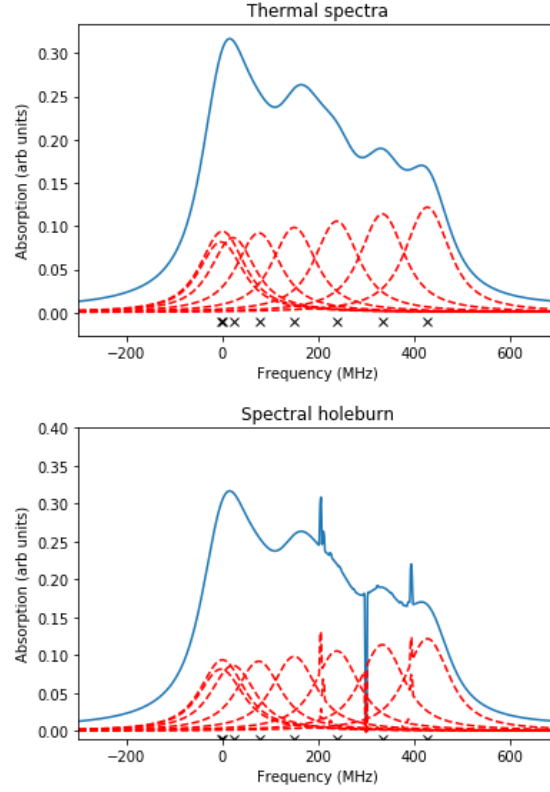 Thermal spectra
0.30
0.25
0.20
0.15
0.10
0.05
0.00
Absorption (arb units)
−200 0 200 400 600
Frequency (MHz)
Spectral holeburn
0.40
0.35
0.30
0.25
0.20
0.15
0.10
0.05
0.00
Absorption (arb units)
−200 0 200 400 600
Frequency (MHz)